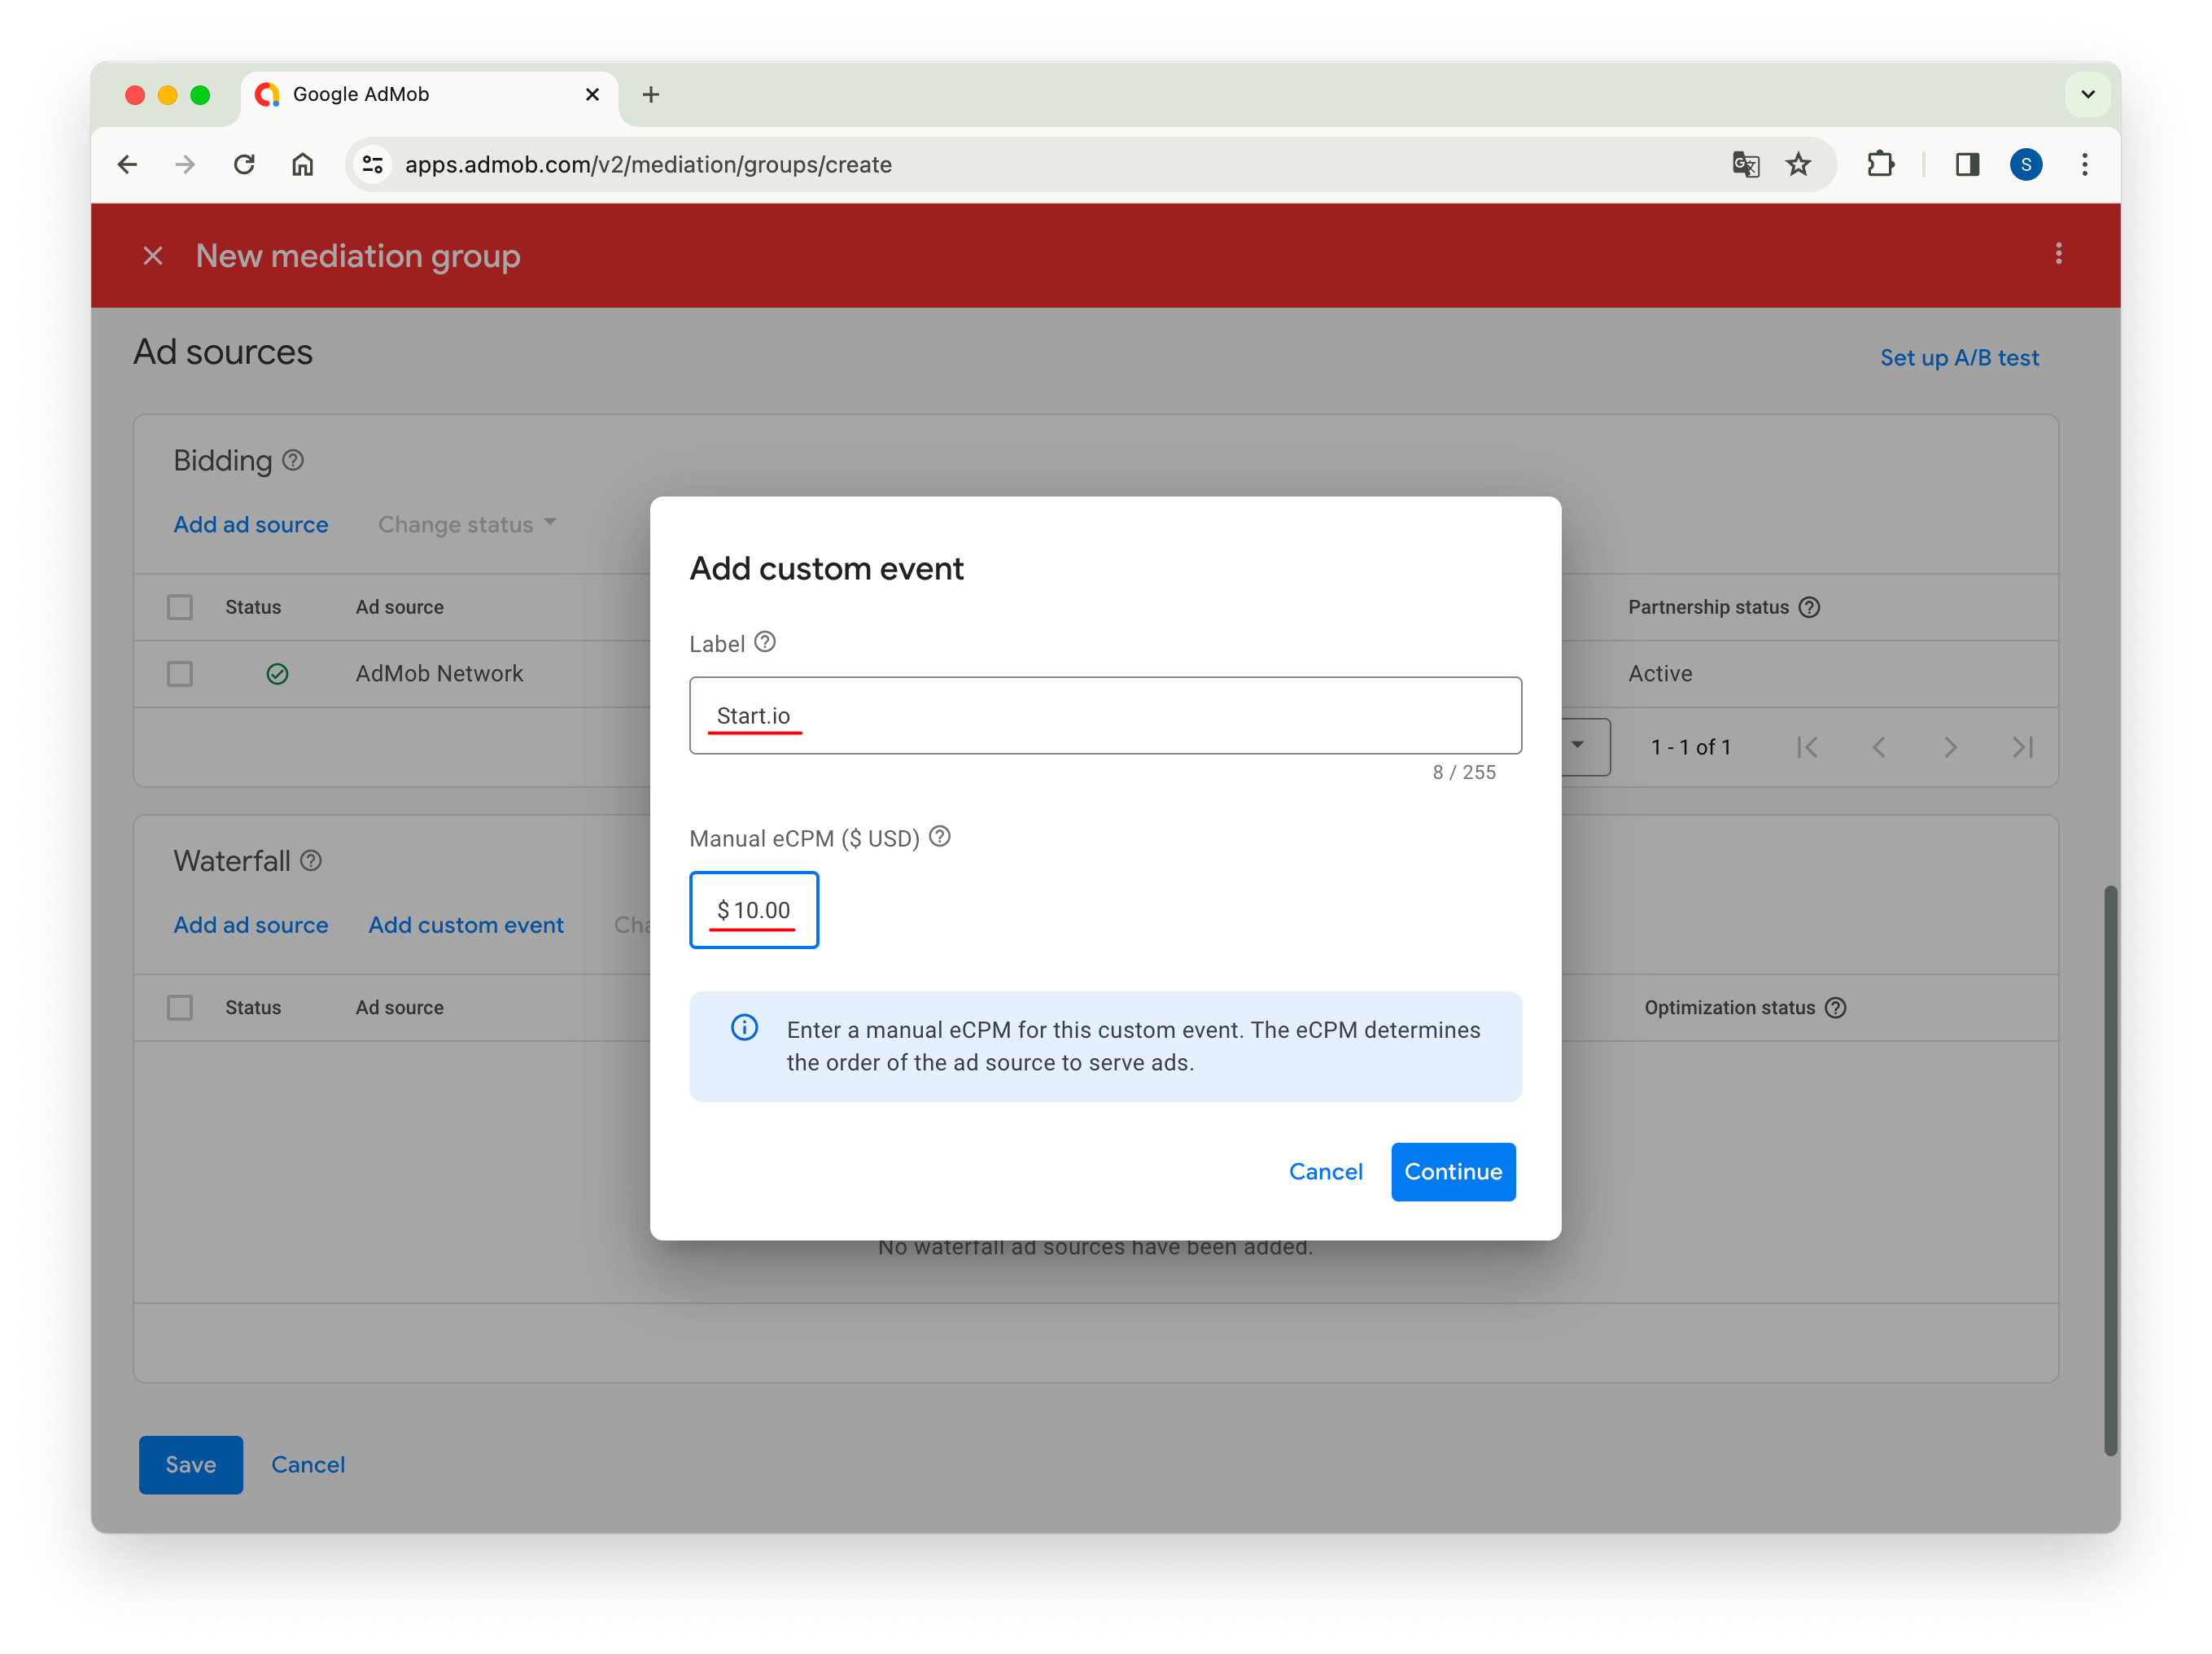 Google AdMob
apps.admob.com/v2/mediation/groups/create
S
New mediation group
Ad sources
Set up A/B test
Bidding
Add ad source Change status
Status Ad source Partnership status
AdMob Network Active
1 - 1 of 1
Add custom event
Label
Start.io
8 / 255
Manual eCPM ($ USD)
$ 10.00
Enter a manual eCPM for this custom event. The eCPM determines
the order of the ad source to serve ads.
Cancel Continue
Waterfall
Add ad source Add custom event
Status Ad source Optimization status
No waterfall ad sources have been added.
Save Cancel